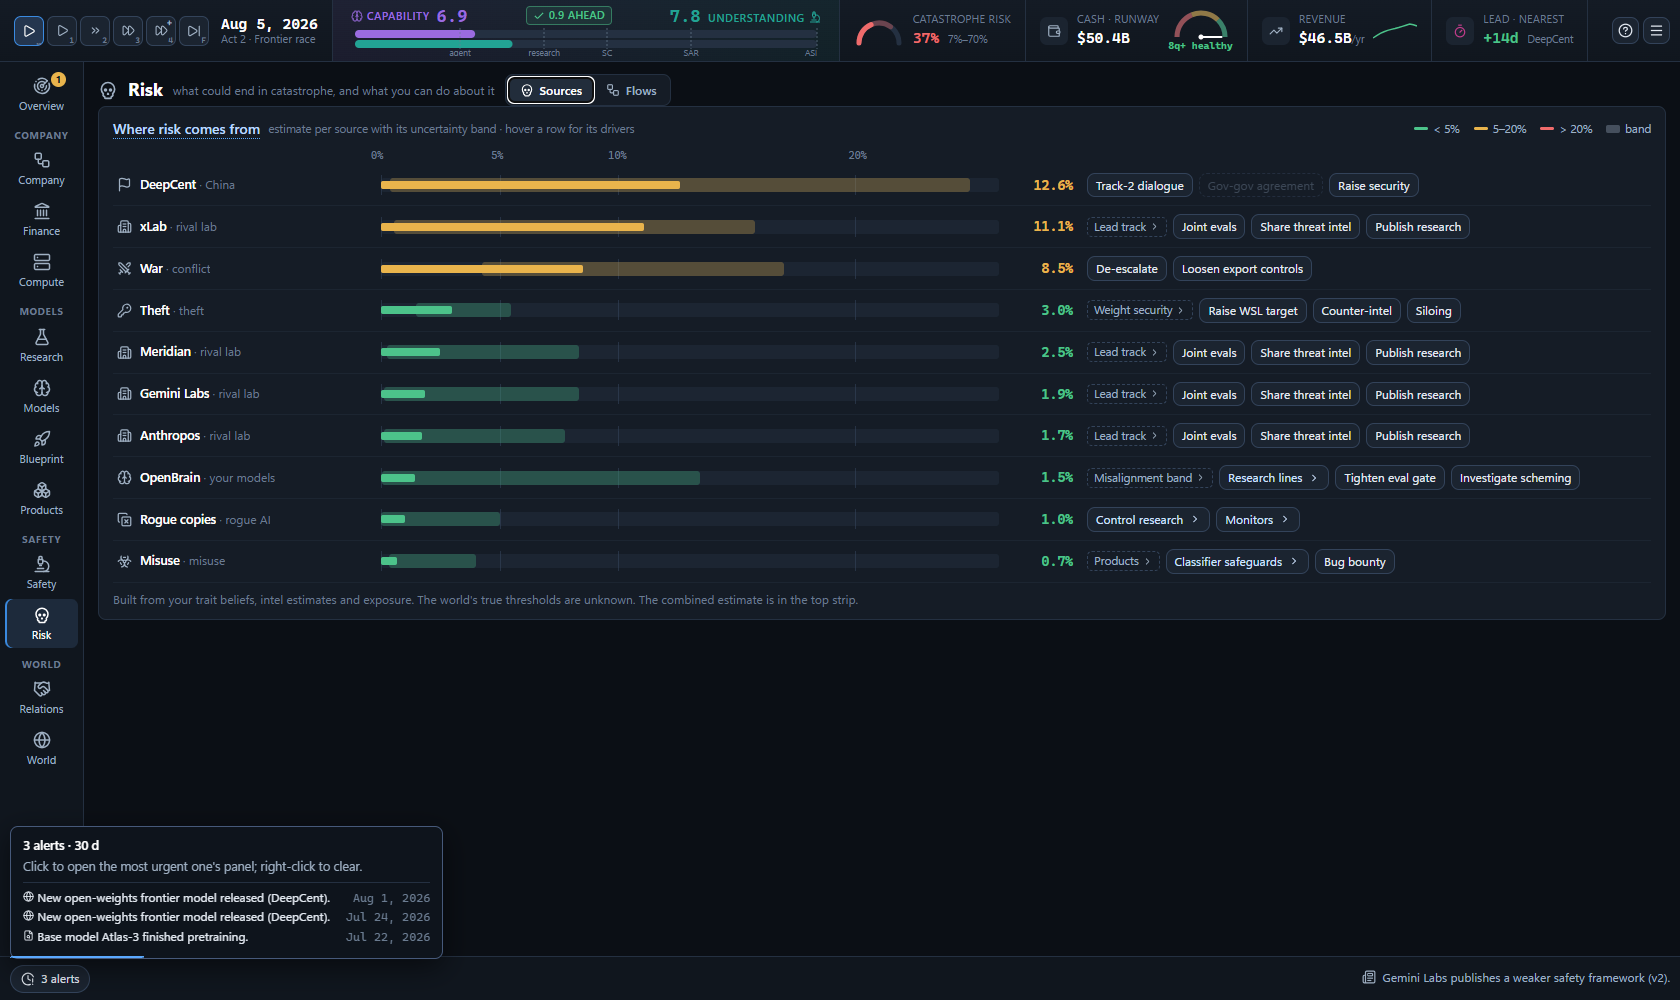 1
2
3
4
F
Aug 5, 2026
Act 2 · Frontier race
CAPABILITY 6.9
0.9 AHEAD
7.8 UNDERSTANDING
agent
research
SC
SAR
ASI
CATASTROPHE RISK
37% 7%–70%
CASH · RUNWAY
$50.4B
8q+ healthy
REVENUE
$46.5B/yr
LEAD · NEAREST
+14d DeepCent
1
Overview
COMPANY
Company
Finance
Compute
MODELS
Research
Models
Blueprint
Products
SAFETY
Safety
Risk
WORLD
Relations
World
Risk what could end in catastrophe, and what you can do about it
Sources
Flows
Where risk comes from estimate per source with its uncertainty band · hover a row for its drivers
< 5% 5–20% > 20% band
0% 5% 10% 20%
DeepCent · China 12.6% Track-2 dialogue Gov-gov agreement Raise security
xLab · rival lab 11.1% Lead track > Joint evals Share threat intel Publish research
War · conflict 8.5% De-escalate Loosen export controls
Theft · theft 3.0% Weight security > Raise WSL target Counter-intel Siloing
Meridian · rival lab 2.5% Lead track > Joint evals Share threat intel Publish research
Gemini Labs · rival lab 1.9% Lead track > Joint evals Share threat intel Publish research
Anthropos · rival lab 1.7% Lead track > Joint evals Share threat intel Publish research
OpenBrain · your models 1.5% Misalignment band > Research lines > Tighten eval gate Investigate scheming
Rogue copies · rogue AI 1.0% Control research > Monitors >
Misuse · misuse 0.7% Products > Classifier safeguards > Bug bounty
Built from your trait beliefs, intel estimates and exposure. The world's true thresholds are unknown. The combined estimate is in the top strip.
3 alerts · 30 d
Click to open the most urgent one's panel; right-click to clear.
New open-weights frontier model released (DeepCent). Aug 1, 2026
New open-weights frontier model released (DeepCent). Jul 24, 2026
Base model Atlas-3 finished pretraining. Jul 22, 2026
3 alerts
Gemini Labs publishes a weaker safety framework (v2).